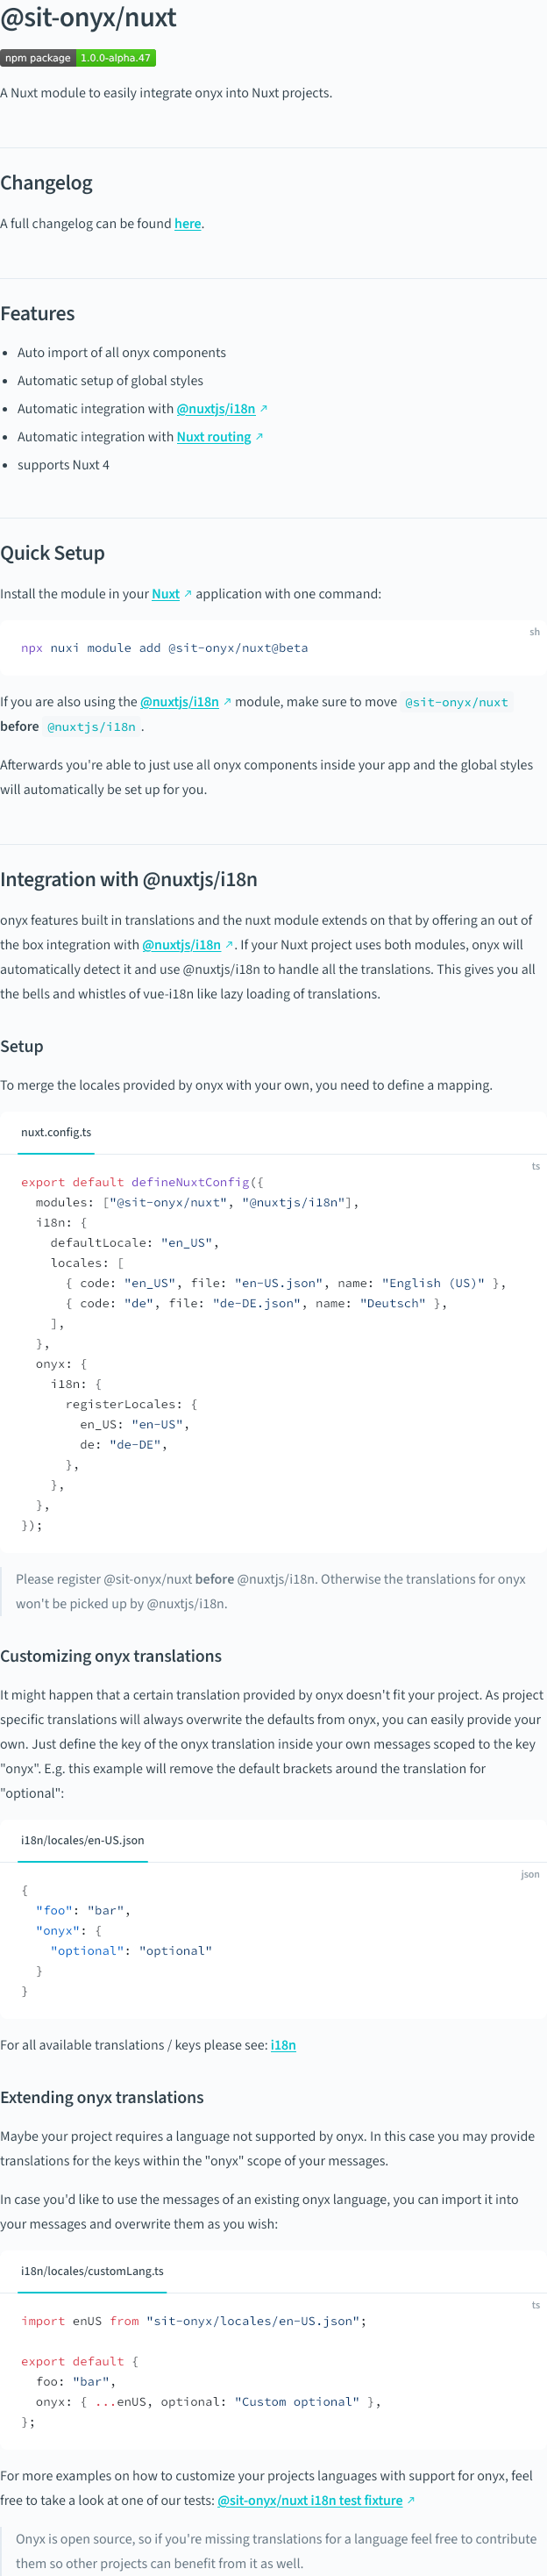 @sit-onyx/nuxt
npm package 1.0.0-alpha.47
A Nuxt module to easily integrate onyx into Nuxt projects.
Changelog
A full changelog can be found here.
Features
• Auto import of all onyx components
• Automatic setup of global styles
• Automatic integration with @nuxtjs/i18n ↗
• Automatic integration with Nuxt routing ↗
• supports Nuxt 4
Quick Setup
Install the module in your Nuxt ↗ application with one command:
sh
npx nuxi module add @sit-onyx/nuxt@beta
If you are also using the @nuxtjs/i18n ↗ module, make sure to move @sit-onyx/nuxt
before @nuxtjs/i18n .
Afterwards you're able to just use all onyx components inside your app and the global styles
will automatically be set up for you.
Integration with @nuxtjs/i18n
onyx features built in translations and the nuxt module extends on that by offering an out of
the box integration with @nuxtjs/i18n ↗. If your Nuxt project uses both modules, onyx will
automatically detect it and use @nuxtjs/i18n to handle all the translations. This gives you all
the bells and whistles of vue-i18n like lazy loading of translations.
Setup
To merge the locales provided by onyx with your own, you need to define a mapping.
nuxt.config.ts
ts
export default defineNuxtConfig({
  modules: ["@sit-onyx/nuxt", "@nuxtjs/i18n"],
  i18n: {
    defaultLocale: "en_US",
    locales: [
      { code: "en_US", file: "en-US.json", name: "English (US)" },
      { code: "de", file: "de-DE.json", name: "Deutsch" },
    ],
  },
  onyx: {
    i18n: {
      registerLocales: {
        en_US: "en-US",
        de: "de-DE",
      },
    },
  },
});
Please register @sit-onyx/nuxt before @nuxtjs/i18n. Otherwise the translations for onyx
won't be picked up by @nuxtjs/i18n.
Customizing onyx translations
It might happen that a certain translation provided by onyx doesn't fit your project. As project
specific translations will always overwrite the defaults from onyx, you can easily provide your
own. Just define the key of the onyx translation inside your own messages scoped to the key
"onyx". E.g. this example will remove the default brackets around the translation for
"optional":
i18n/locales/en-US.json
json
{
  "foo": "bar",
  "onyx": {
    "optional": "optional"
  }
}
For all available translations / keys please see: i18n
Extending onyx translations
Maybe your project requires a language not supported by onyx. In this case you may provide
translations for the keys within the "onyx" scope of your messages.
In case you'd like to use the messages of an existing onyx language, you can import it into
your messages and overwrite them as you wish:
i18n/locales/customLang.ts
ts
import enUS from "sit-onyx/locales/en-US.json";
export default {
  foo: "bar",
  onyx: { ...enUS, optional: "Custom optional" },
};
For more examples on how to customize your projects languages with support for onyx, feel
free to take a look at one of our tests: @sit-onyx/nuxt i18n test fixture ↗
Onyx is open source, so if you're missing translations for a language feel free to contribute
them so other projects can benefit from it as well.